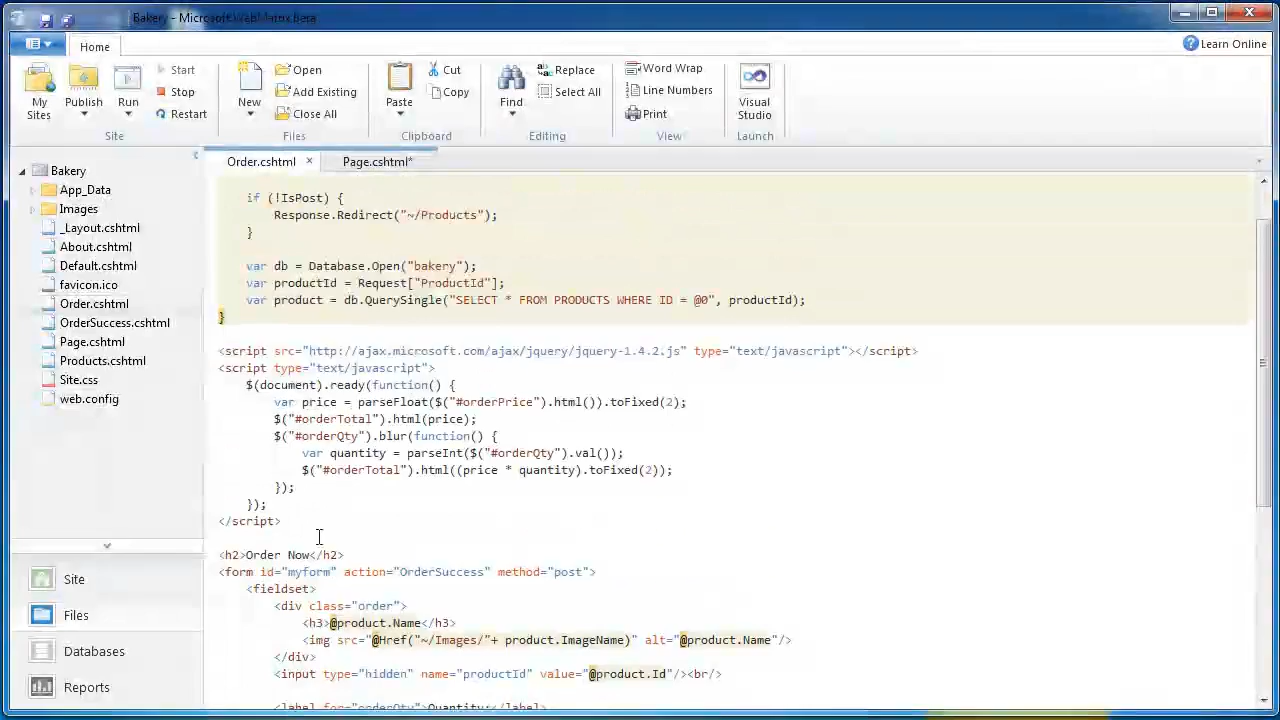 Bakery - Microsoft WebMatrix beta
Home
Learn Online
My Sites
Publish
Run
Start
Stop
Restart
Site
New
Open
Add Existing
Close All
Files
Paste
Cut
Copy
Clipboard
Find
Replace
Select All
Editing
Word Wrap
Line Numbers
Print
View
Visual Studio
Launch
Bakery
App_Data
Images
_Layout.cshtml
About.cshtml
Default.cshtml
favicon.ico
Order.cshtml
OrderSuccess.cshtml
Page.cshtml
Products.cshtml
Site.css
web.config
Site
Files
Databases
Reports
Order.cshtml
Page.cshtml*
if (!IsPost) {
Response.Redirect("~/Products");
}
var db = Database.Open("bakery");
var productId = Request["ProductId"];
var product = db.QuerySingle("SELECT * FROM PRODUCTS WHERE ID = @0", productId);
}
<script src="http://ajax.microsoft.com/ajax/jquery/jquery-1.4.2.js" type="text/javascript"></script>
<script type="text/javascript">
$(document).ready(function() {
var price = parseFloat($("#orderPrice").html()).toFixed(2);
$("#orderTotal").html(price);
$("#orderQty").blur(function() {
var quantity = parseInt($("#orderQty").val());
$("#orderTotal").html((price * quantity).toFixed(2));
});
});
</script>
<h2>Order Now</h2>
<form id="myform" action="OrderSuccess" method="post">
<fieldset>
<div class="order">
<h3>@product.Name</h3>
<img src="@Href("~/Images/"+ product.ImageName)" alt="@product.Name"/>
</div>
<input type="hidden" name="productId" value="@product.Id"/><br/>
<label for="orderQty">Quantity:</label>